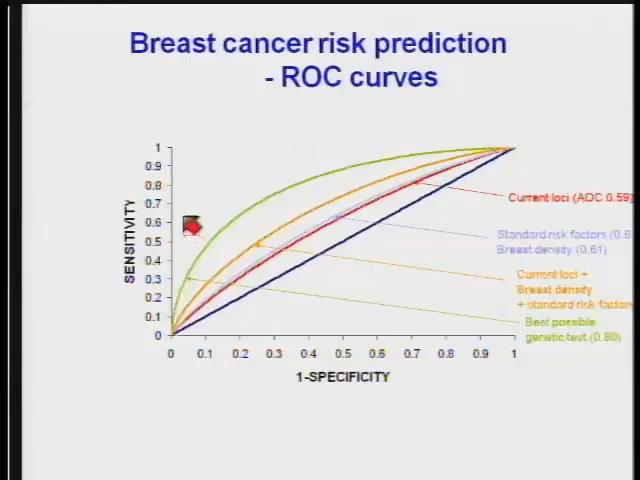 Breast cancer risk prediction
- ROC curves
1
0.9
0.8
0.7
0.6
0.5
0.4
0.3
0.2
0.1
0
SENSITIVITY
0 0.1 0.2 0.3 0.4 0.5 0.6 0.7 0.8 0.9 1
1-SPECIFICITY
Current loci (AOC 0.59)
Standard risk factors (0.6
Breast density (0.61)
Current loci +
Breast density
+ standard risk factors
Best possible
genetic test (0.80)